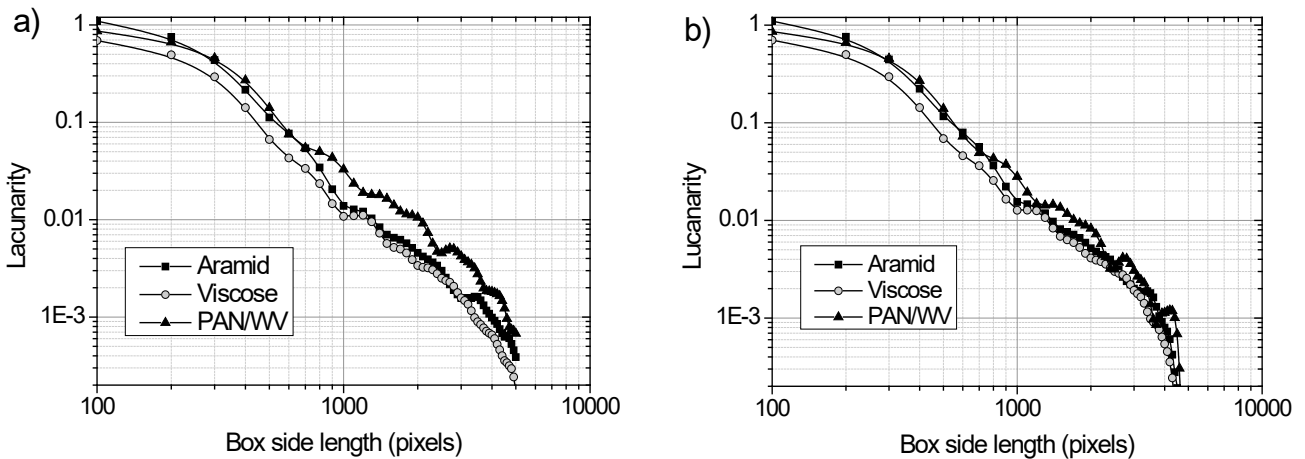 a)
Lacunarity
1
0.1
0.01
1E-3
Aramid
Viscose
PAN/WV
100
1000
10000
Box side length (pixels)
b)
Lucanarity
1
0.1
0.01
1E-3
Aramid
Viscose
PAN/WV
100
1000
10000
Box side length (pixels)